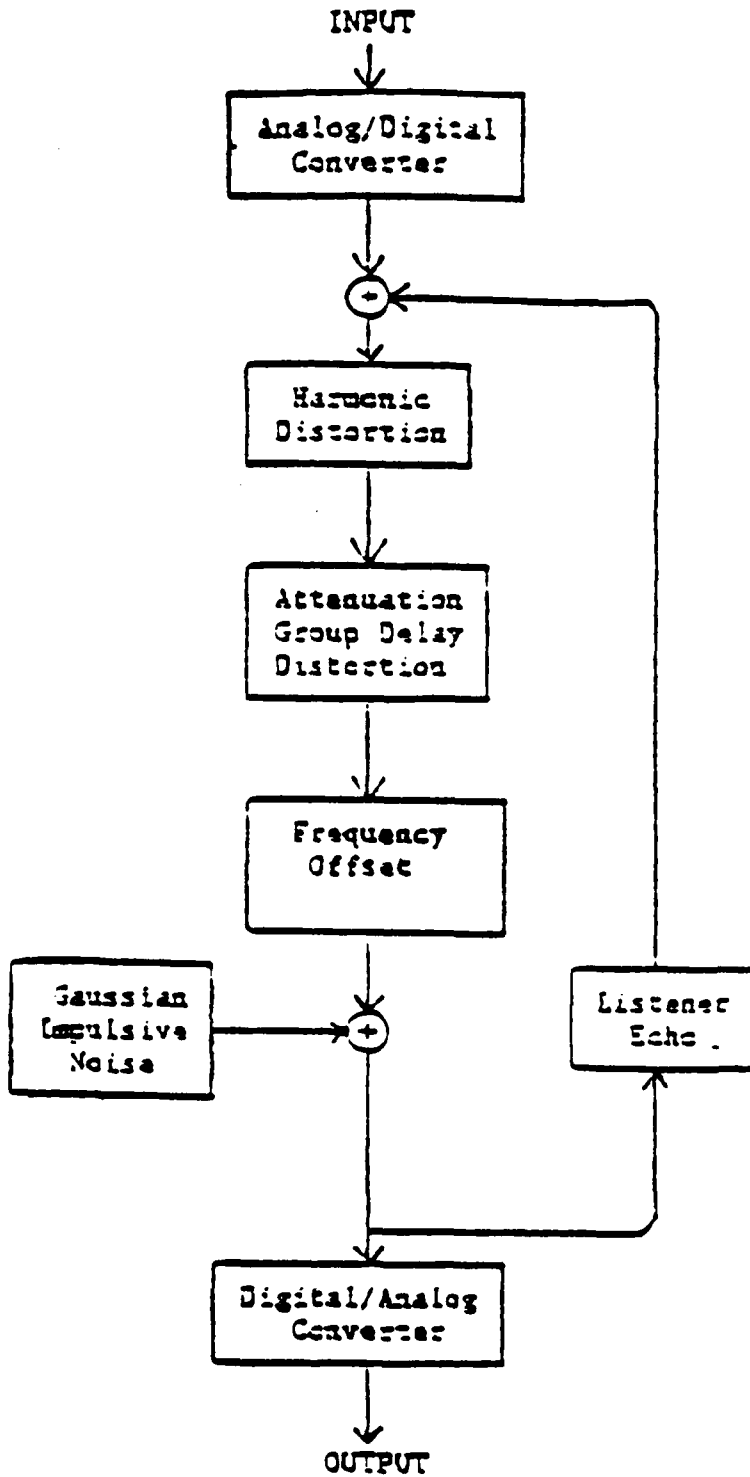 INPUT
Analog/Digital
Converter
+
Harmonic
Distortion
Attenuation
Group Delay
Distortion
Frequency
Offset
Gaussian
Impulsive
Noise
+
Listener
Echo
Digital/Analog
Converter
OUTPUT